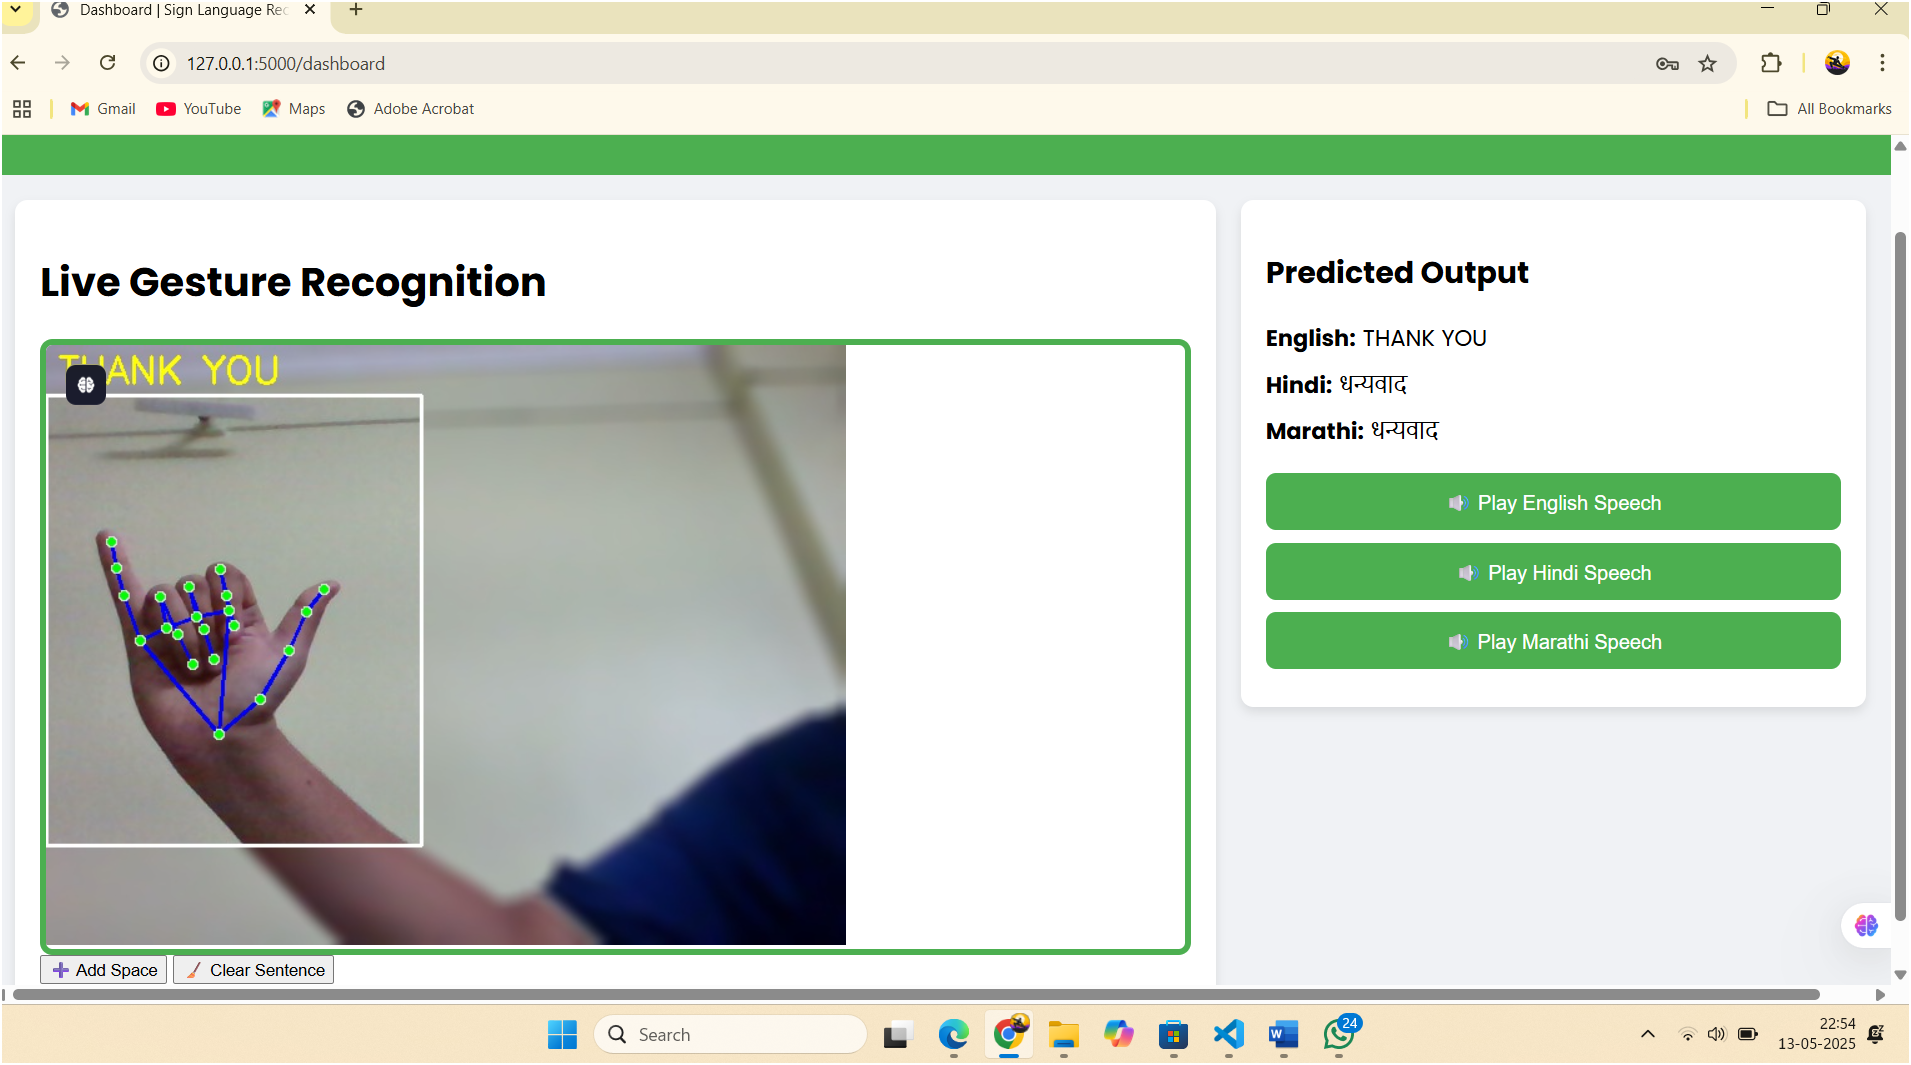 Dashboard | Sign Language Rec
127.0.0.1:5000/dashboard
Gmail YouTube Maps Adobe Acrobat All Bookmarks
Live Gesture Recognition
THANK YOU
Add Space Clear Sentence
Predicted Output
English: THANK YOU
Hindi: धन्यवाद
Marathi: धन्यवाद
Play English Speech
Play Hindi Speech
Play Marathi Speech
Search
24
22:54
13-05-2025